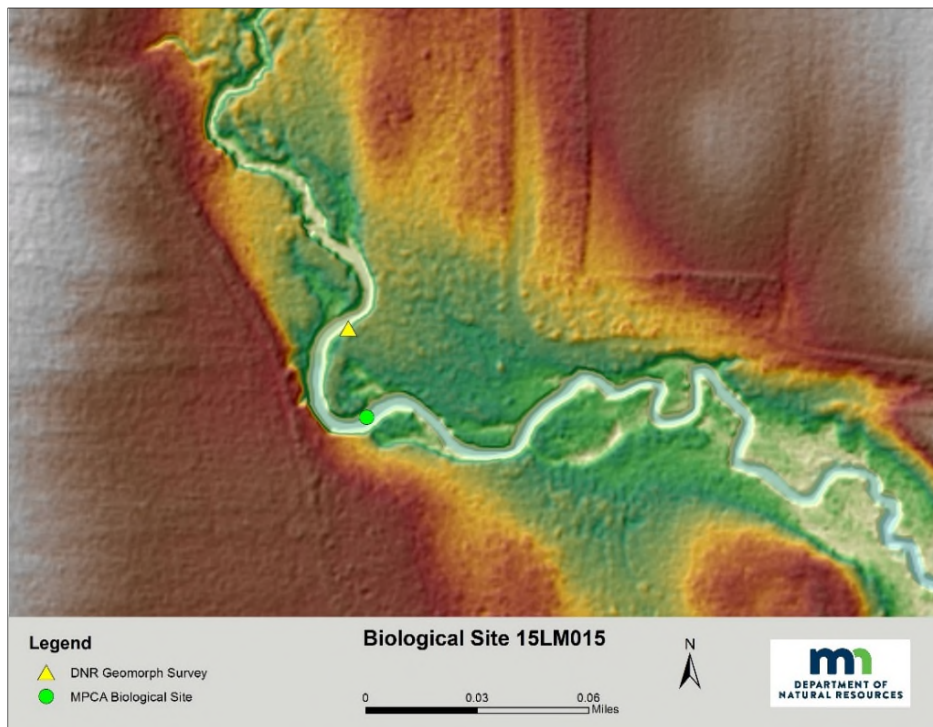 Legend
DNR Geomorph Survey
MPCA Biological Site
Biological Site 15LM015
0 0.03 0.06
Miles
N
mn
DEPARTMENT OF
NATURAL RESOURCES